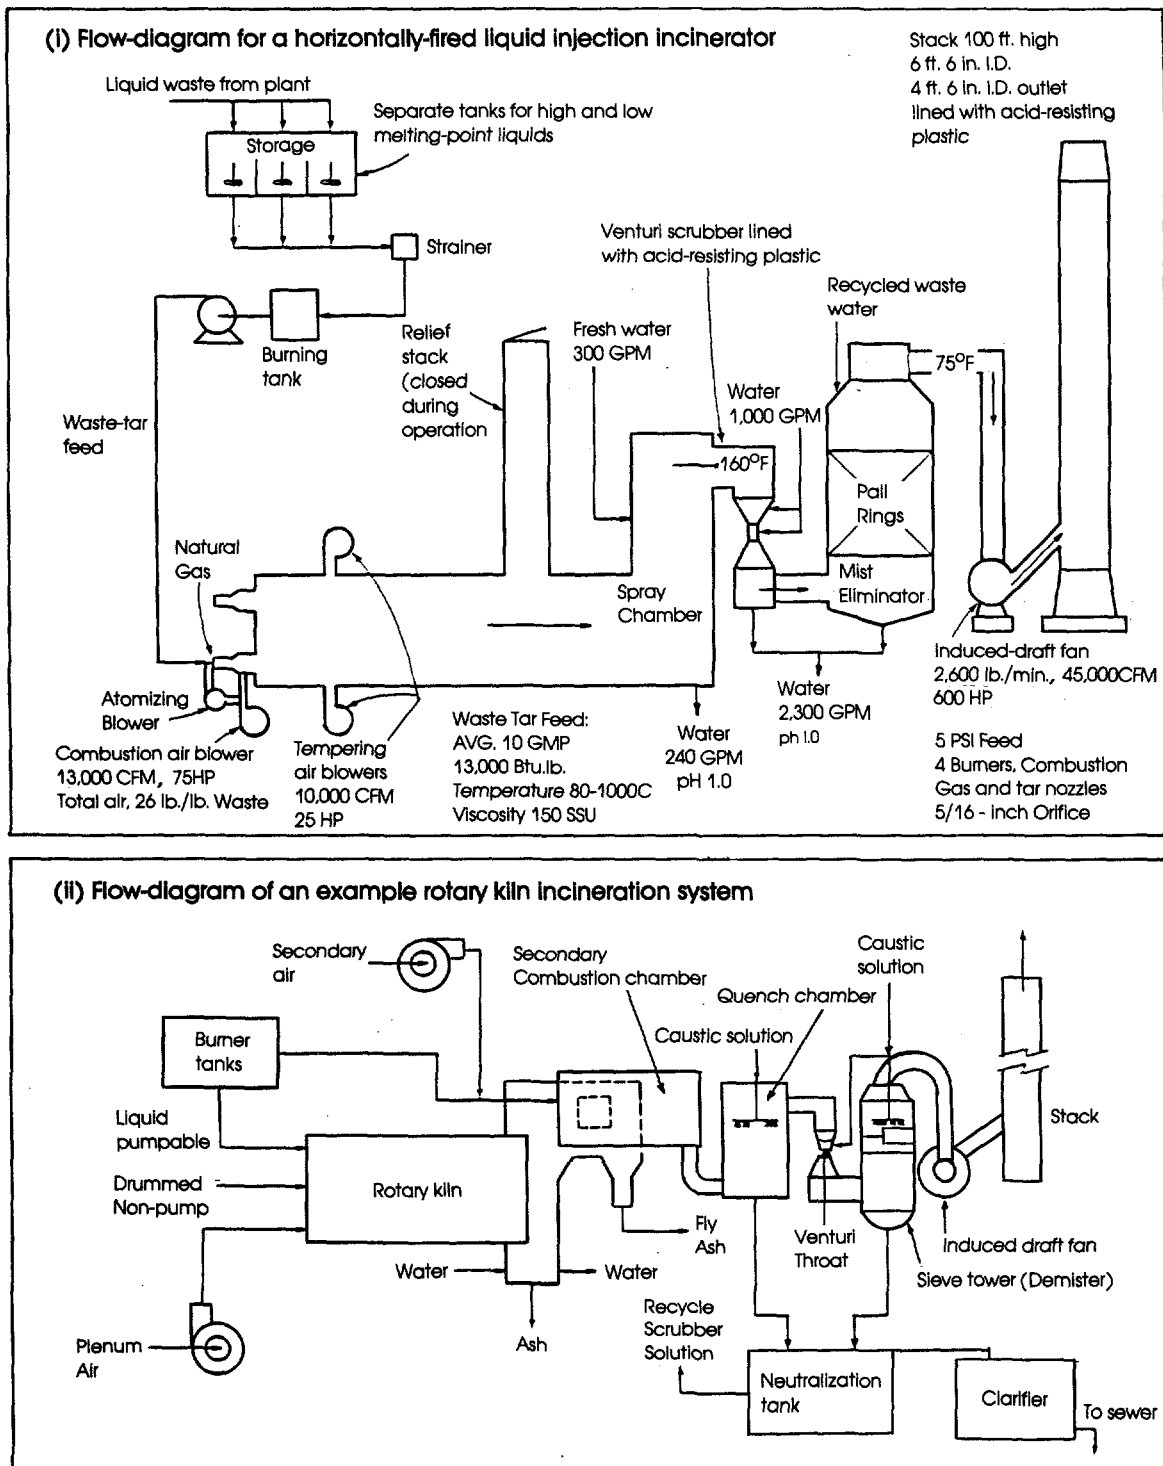 (i) Flow-diagram for a horizontally-fired liquid injection incinerator
Stack 100 ft. high
6 ft. 6 in. I.D.
4 ft. 6 in. I.D. outlet
lined with acid-resisting
plastic
Liquid waste from plant
Separate tanks for high and low
melting-point liquids
Storage
Strainer
Venturi scrubber lined
with acid-resisting plastic
Recycled waste
water
Burning
tank
Relief
stack
(closed
during
operation
Fresh water
300 GPM
75°F
Water
1,000 GPM
Waste-tar
feed
160°F
Pall
Rings
Natural
Gas
Mist
Eliminator
Spray
Chamber
Induced-draft fan
2,600 lb./min., 45,000CFM
600 HP
Atomizing
Blower
Water
2,300 GPM
ph 1.0
Combustion air blower
13,000 CFM, 75HP
Total air, 26 lb./lb. Waste
Tempering
air blowers
10,000 CFM
25 HP
Waste Tar Feed:
AVG. 10 GMP
13,000 Btu.lb.
Temperature 80-1000C
Viscosity 150 SSU
Water
240 GPM
pH 1.0
5 PSI Feed
4 Burners, Combustion
Gas and tar nozzles
5/16 - inch Orifice
(ii) Flow-diagram of an example rotary kiln incineration system
Secondary
air
Secondary
Combustion chamber
Caustic
solution
Quench chamber
Caustic solution
Burner
tanks
Liquid
pumpable
Stack
Drummed
Non-pump
Rotary kiln
Fly
Ash
Venturi
Throat
Induced draft fan
Water
Water
Sieve tower (Demister)
Ash
Recycle
Scrubber
Solution
Plenum
Air
Neutralization
tank
Clarifier
To sewer